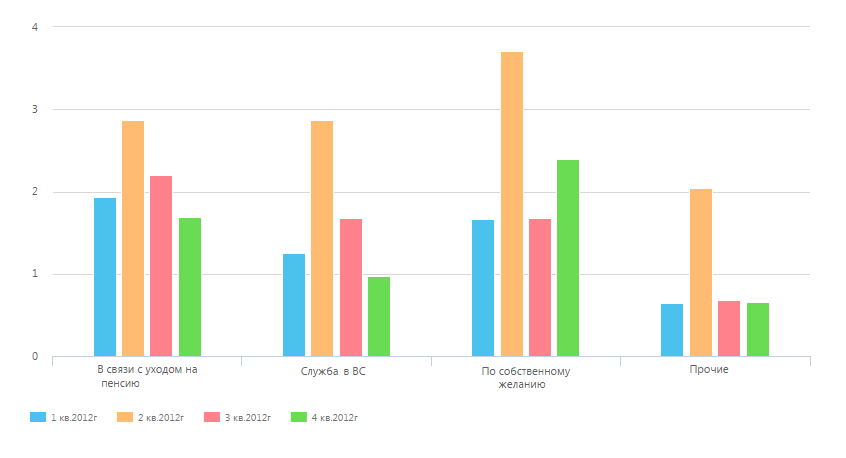 4
3
2
1
0
В связи с уходом на
пенсию
Служба в ВС
По собственному
желанию
Прочие
1 кв.2012г
2 кв.2012г
3 кв.2012г
4 кв.2012г